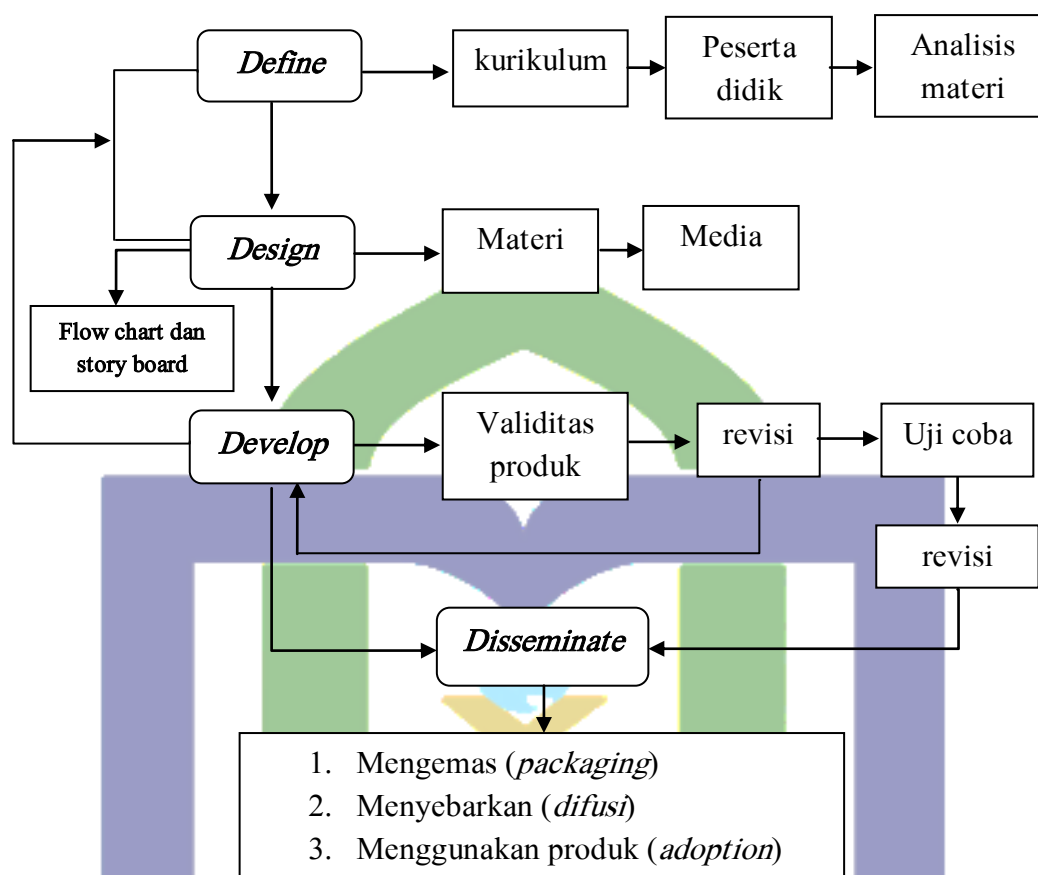 Define
kurikulum
Peserta
didik
Analisis
materi
Design
Materi
Media
Flow chart dan
story board
Develop
Validitas
produk
revisi
Uji coba
revisi
Disseminate
1. Mengemas (packaging)
2. Menyebarkan (difusi)
3. Menggunakan produk (adoption)